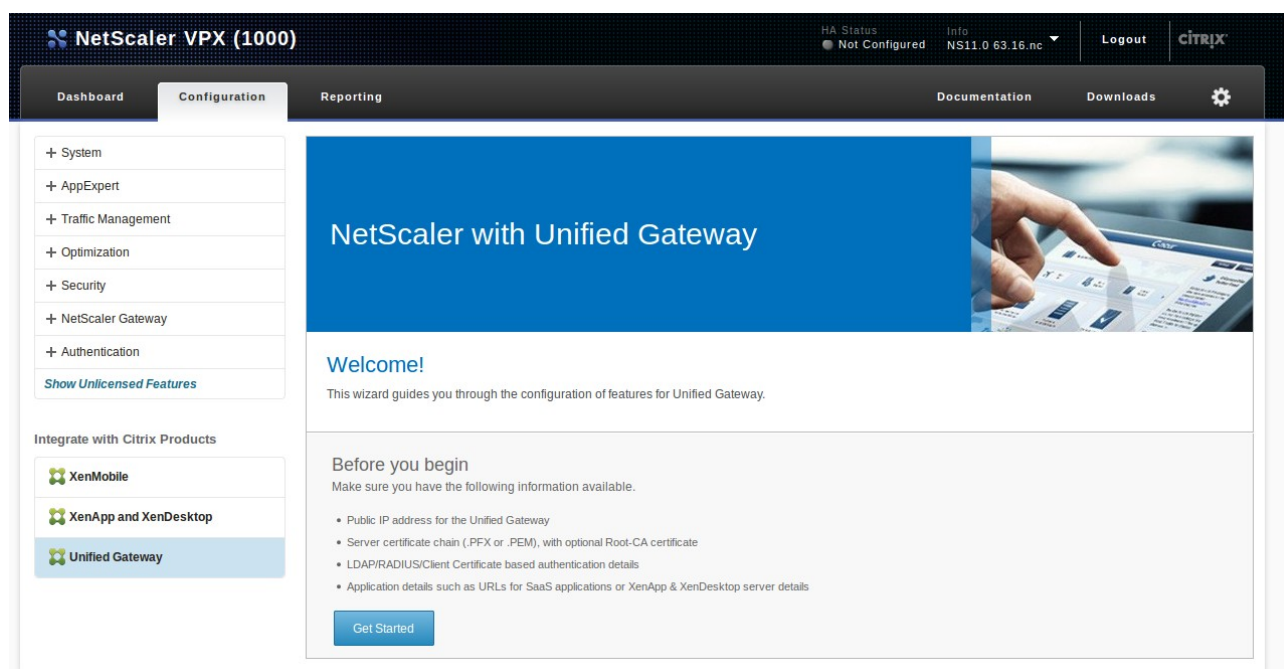 NetScaler VPX (1000)
HA Status
Not Configured
Info
NS11.0 63.16.nc
Logout
CİTRIX
Dashboard
Configuration
Reporting
Documentation
Downloads
+ System
+ AppExpert
+ Traffic Management
+ Optimization
+ Security
+ NetScaler Gateway
+ Authentication
Show Unlicensed Features
Integrate with Citrix Products
XenMobile
XenApp and XenDesktop
Unified Gateway
NetScaler with Unified Gateway
Welcome!
This wizard guides you through the configuration of features for Unified Gateway.
Before you begin
Make sure you have the following information available.
• Public IP address for the Unified Gateway
• Server certificate chain (.PFX or .PEM), with optional Root-CA certificate
• LDAP/RADIUS/Client Certificate based authentication details
• Application details such as URLs for SaaS applications or XenApp & XenDesktop server details
Get Started